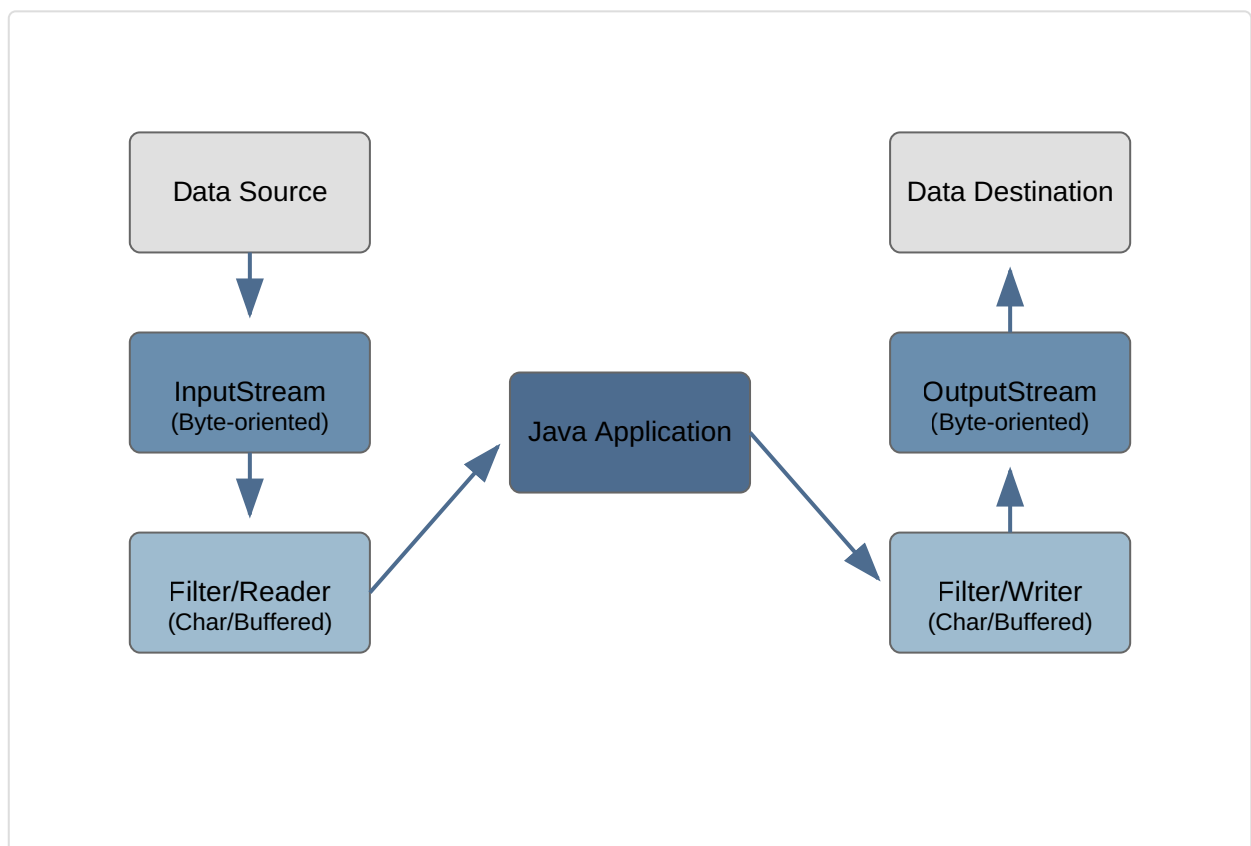 Data Source
Data Destination
InputStream
(Byte-oriented)
Java Application
OutputStream
(Byte-oriented)
Filter/Reader
(Char/Buffered)
Filter/Writer
(Char/Buffered)